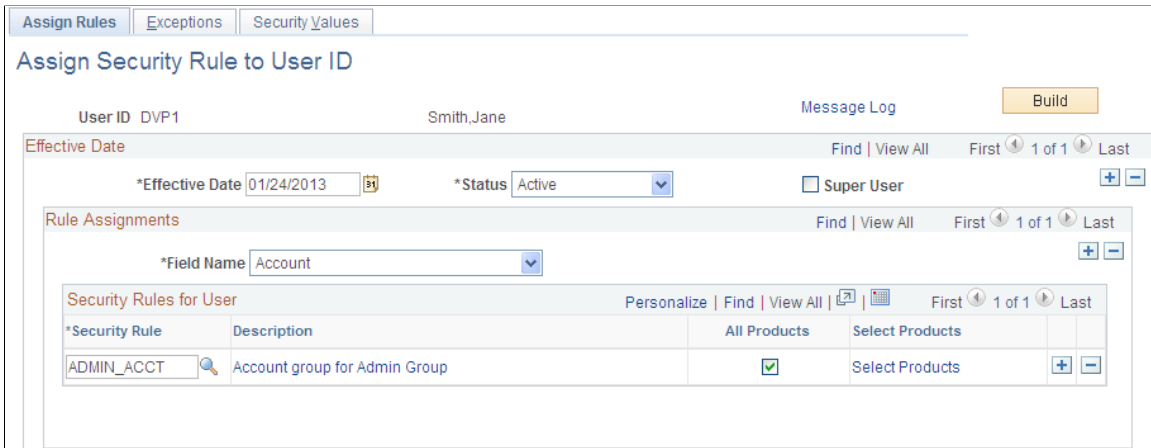 Assign Rules Exceptions Security Values
Assign Security Rule to User ID
User ID DVP1 Smith,Jane Message Log Build
Effective Date Find | View All First 1 of 1 Last
*Effective Date 01/24/2013 31 *Status Active Super User
Rule Assignments Find | View All First 1 of 1 Last
*Field Name Account
Security Rules for User Personalize | Find | View All | | First 1 of 1 Last
*Security Rule Description All Products Select Products
ADMIN_ACCT Account group for Admin Group Select Products